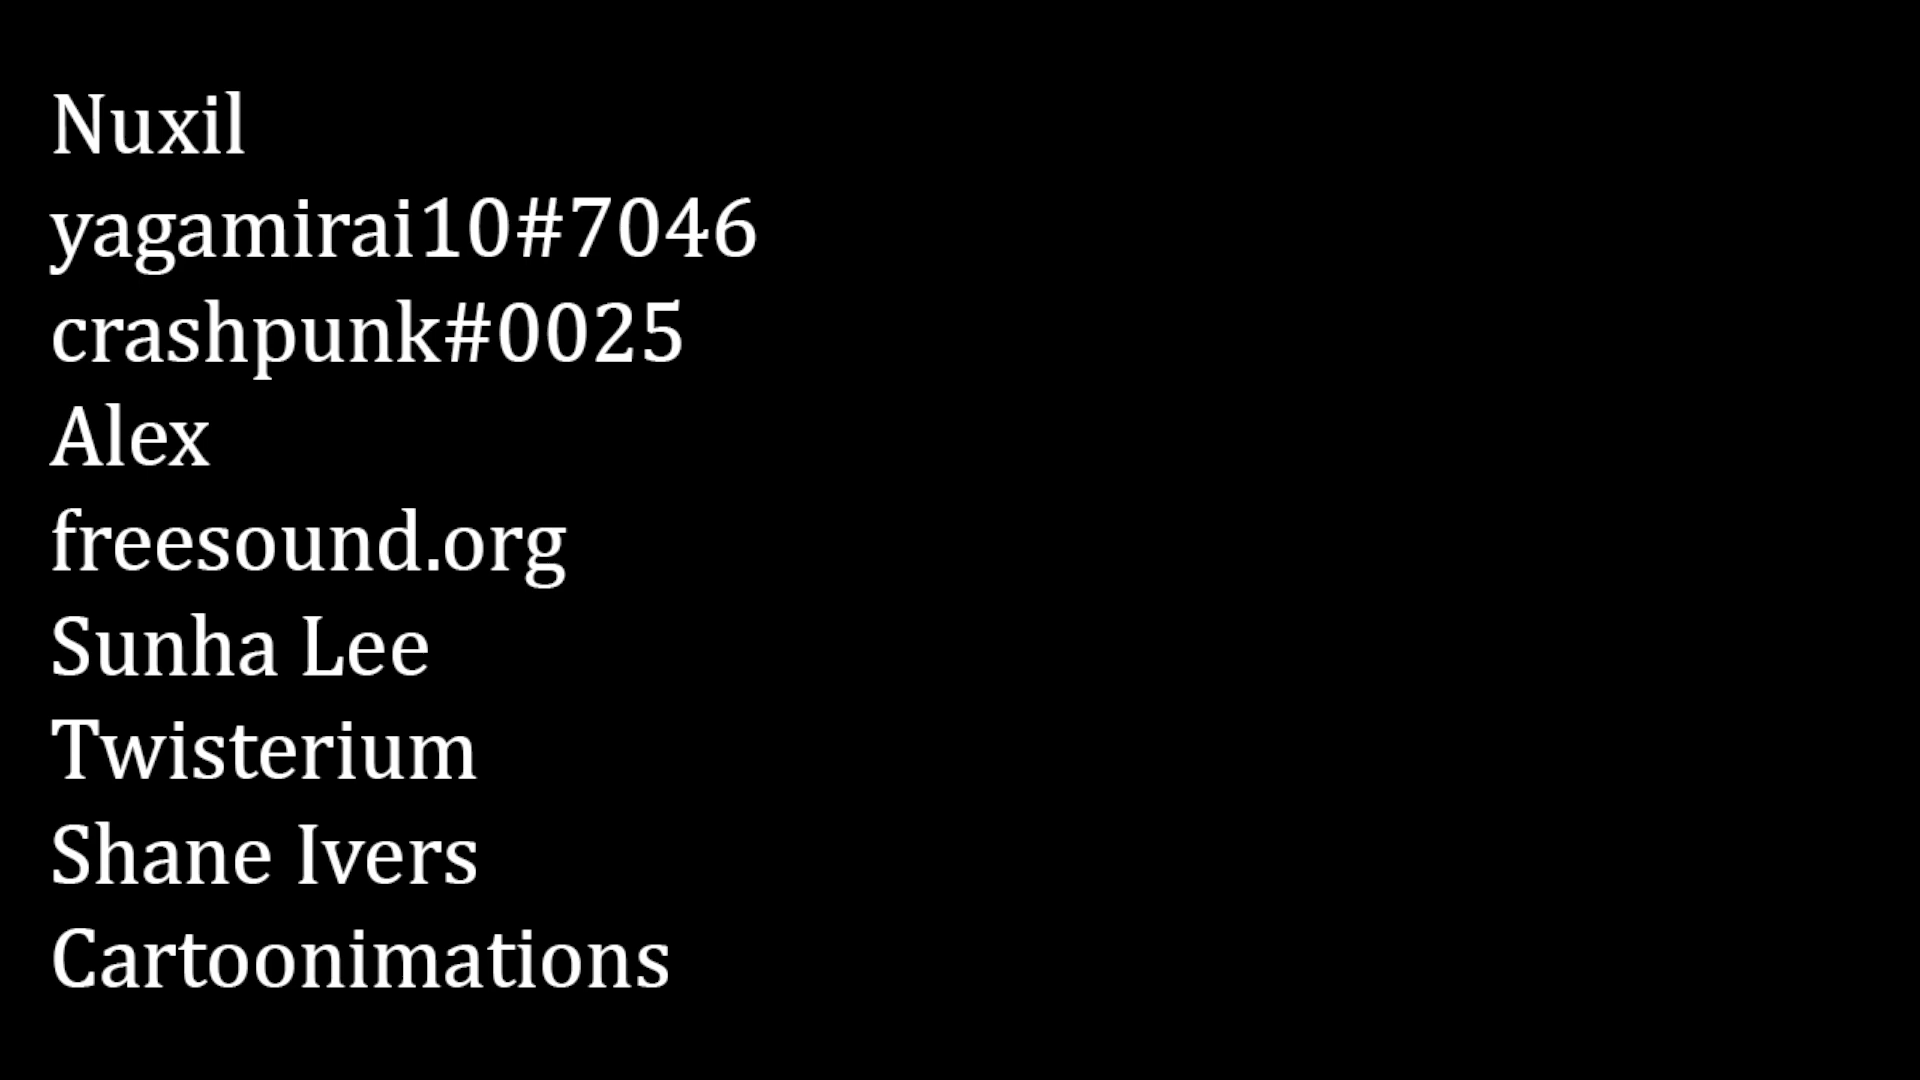 Nuxil
yagamirai10#7046
crashpunk#0025
Alex
freesound.org
Sunha Lee
Twisterium
Shane Ivers
Cartoonimations